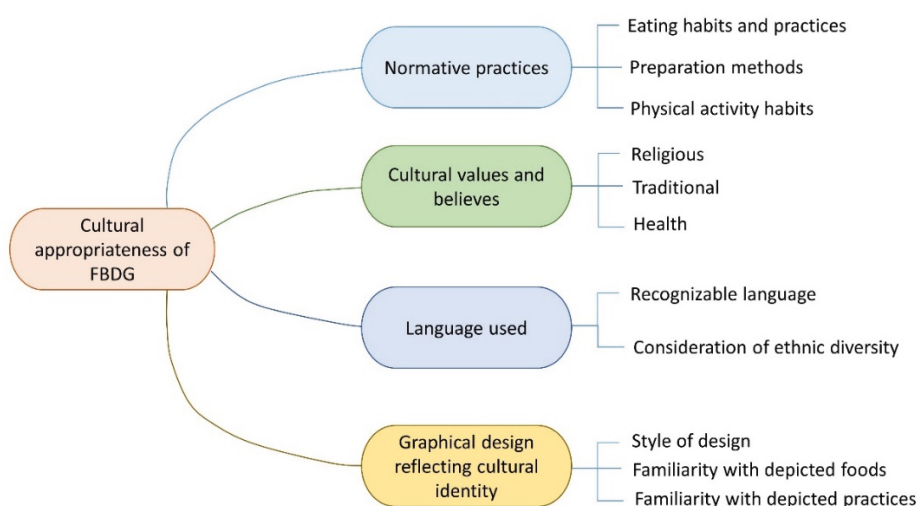 Cultural
appropriateness of
FBDG
Normative practices
Eating habits and practices
Preparation methods
Physical activity habits
Cultural values and
believes
Religious
Traditional
Health
Language used
Recognizable language
Consideration of ethnic diversity
Graphical design
reflecting cultural
identity
Style of design
Familiarity with depicted foods
Familiarity with depicted practices